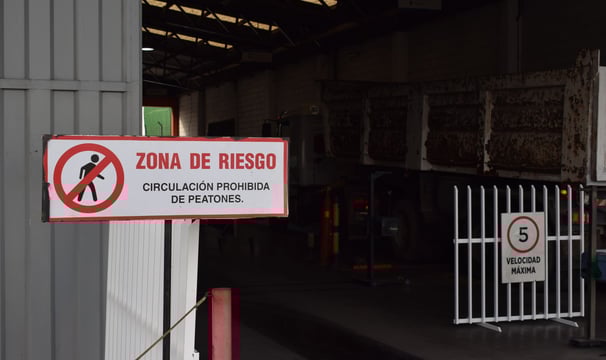 ZONA DE RIESGO
CIRCULACIÓN PROHIBIDA
DE PEATONES.
5
VELOCIDAD
MÁXIMA